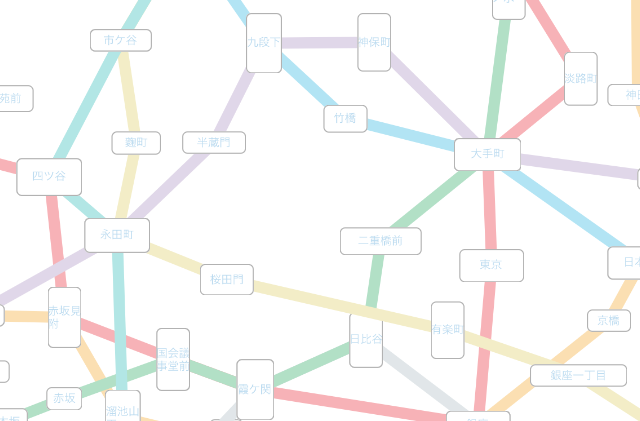 市ケ谷
九段下
神保町
淡路町
苑前
竹橋
麹町
半蔵門
大手町
四ツ谷
永田町
二重橋前
東京
日本
桜田門
赤坂見
附
有楽町
京橋
日比谷
国会議
事堂前
霞ケ関
銀座一丁目
赤坂
溜池山